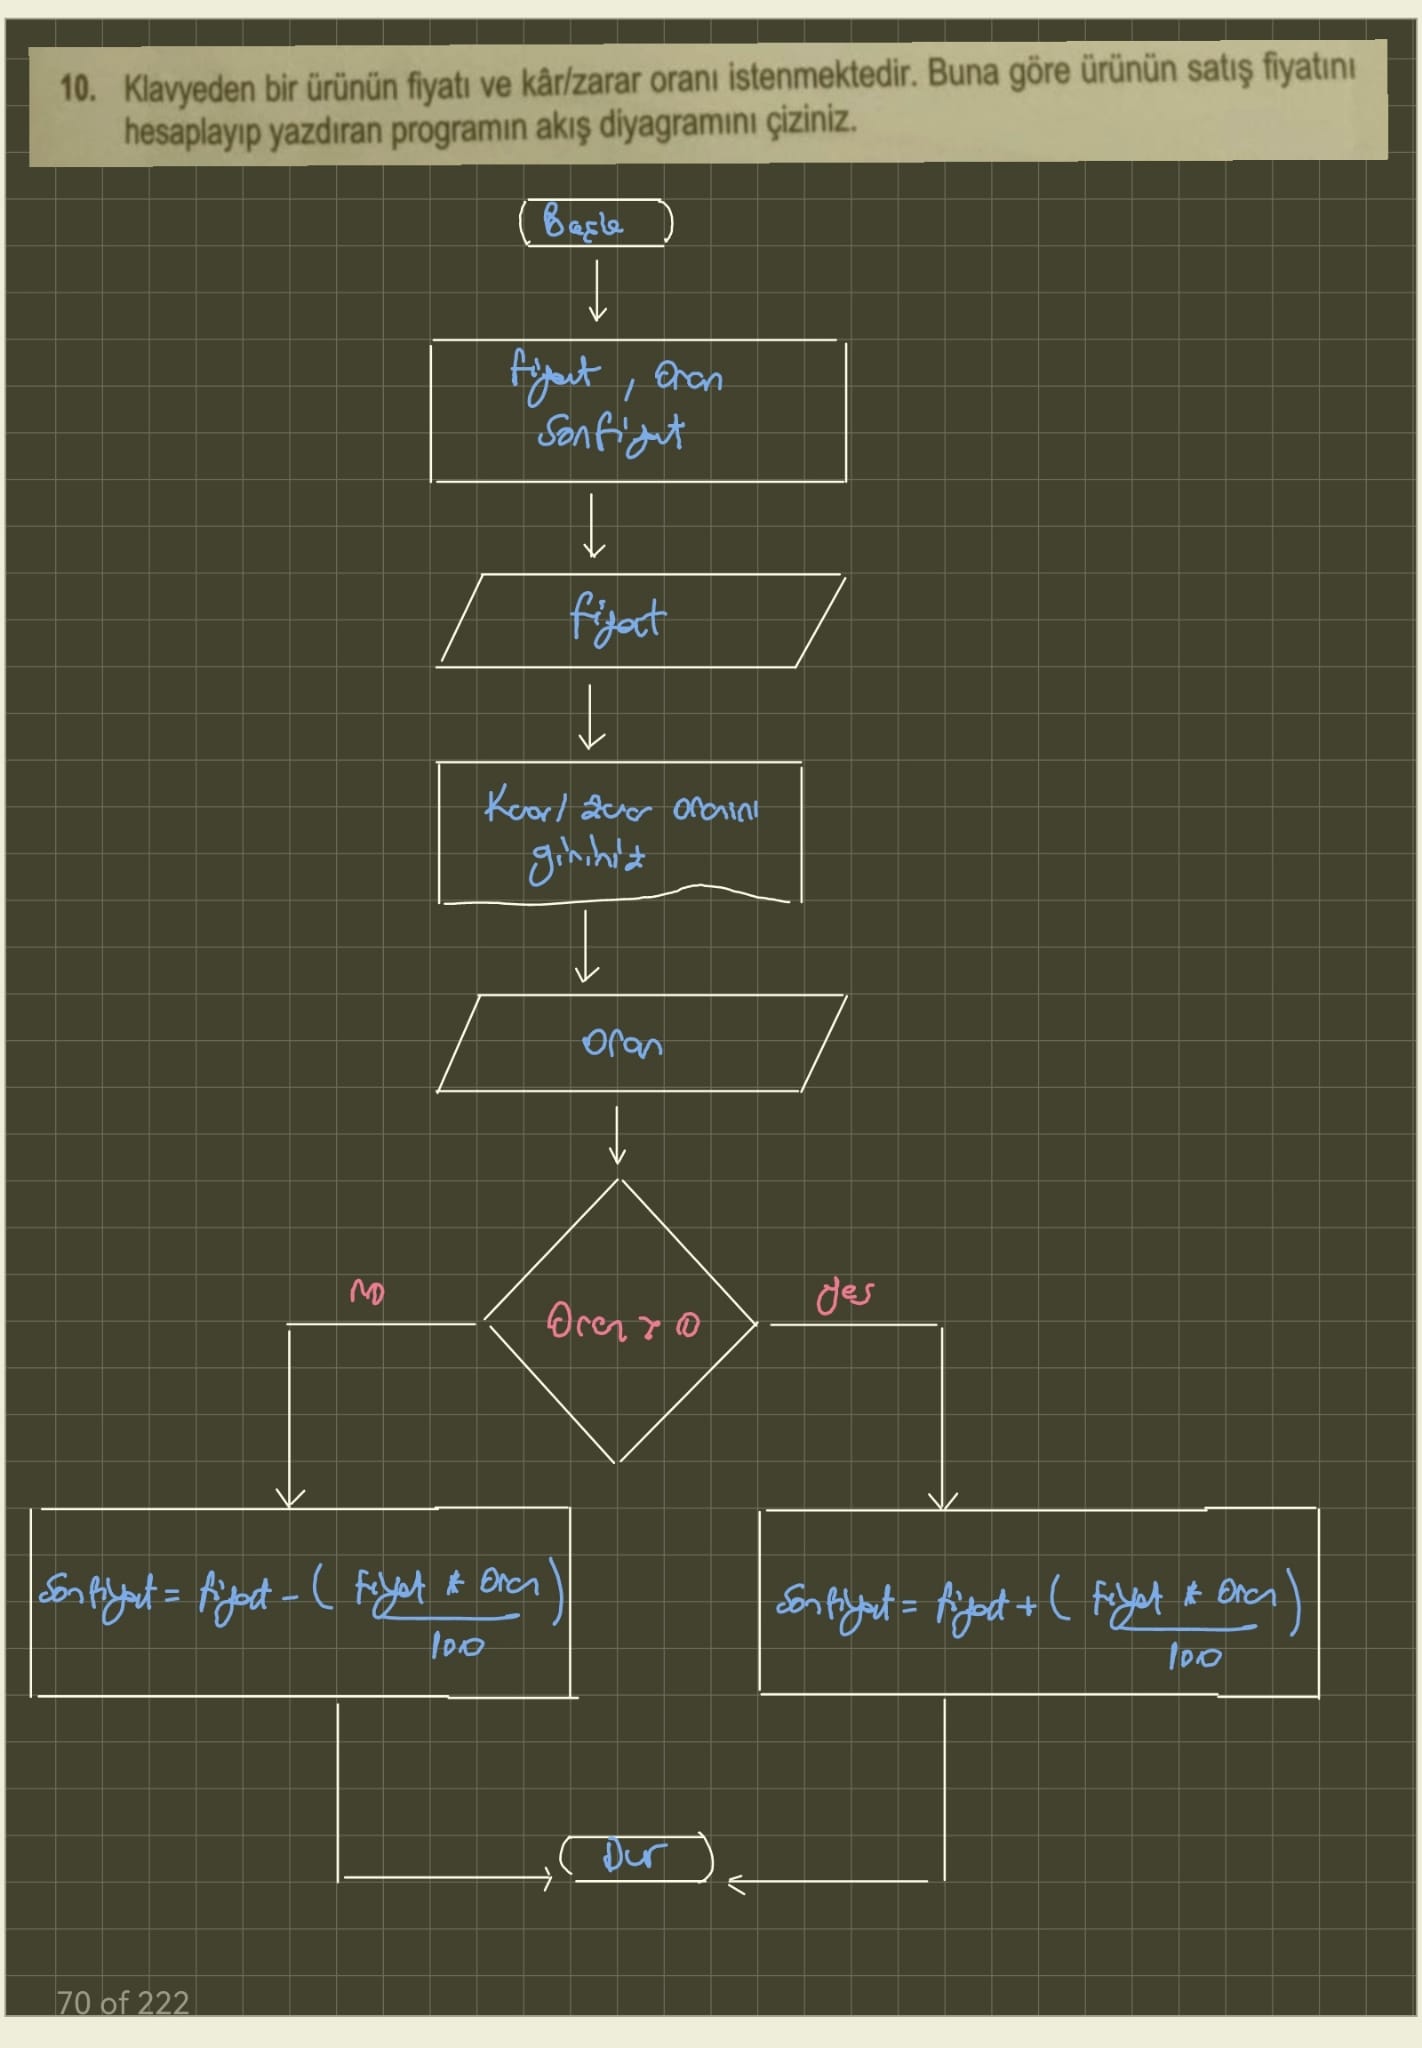 10. Klavyeden bir ürünün fiyatı ve kâr/zarar oranı istenmektedir. Buna göre ürünün satış fiyatını
hesaplayıp yazdıran programın akış diyagramını çiziniz.
Başla
fiyat, oran
Sonfiyat
fiyat
Kaar/zarar oranını
giriniz
oran
No
yes
Oran > 0
Sonfiyat = fiyat - ( Fiyat * Oran )
100
Sonfiyat = fiyat + ( Fiyat * Oran )
100
Dur
70 of 222